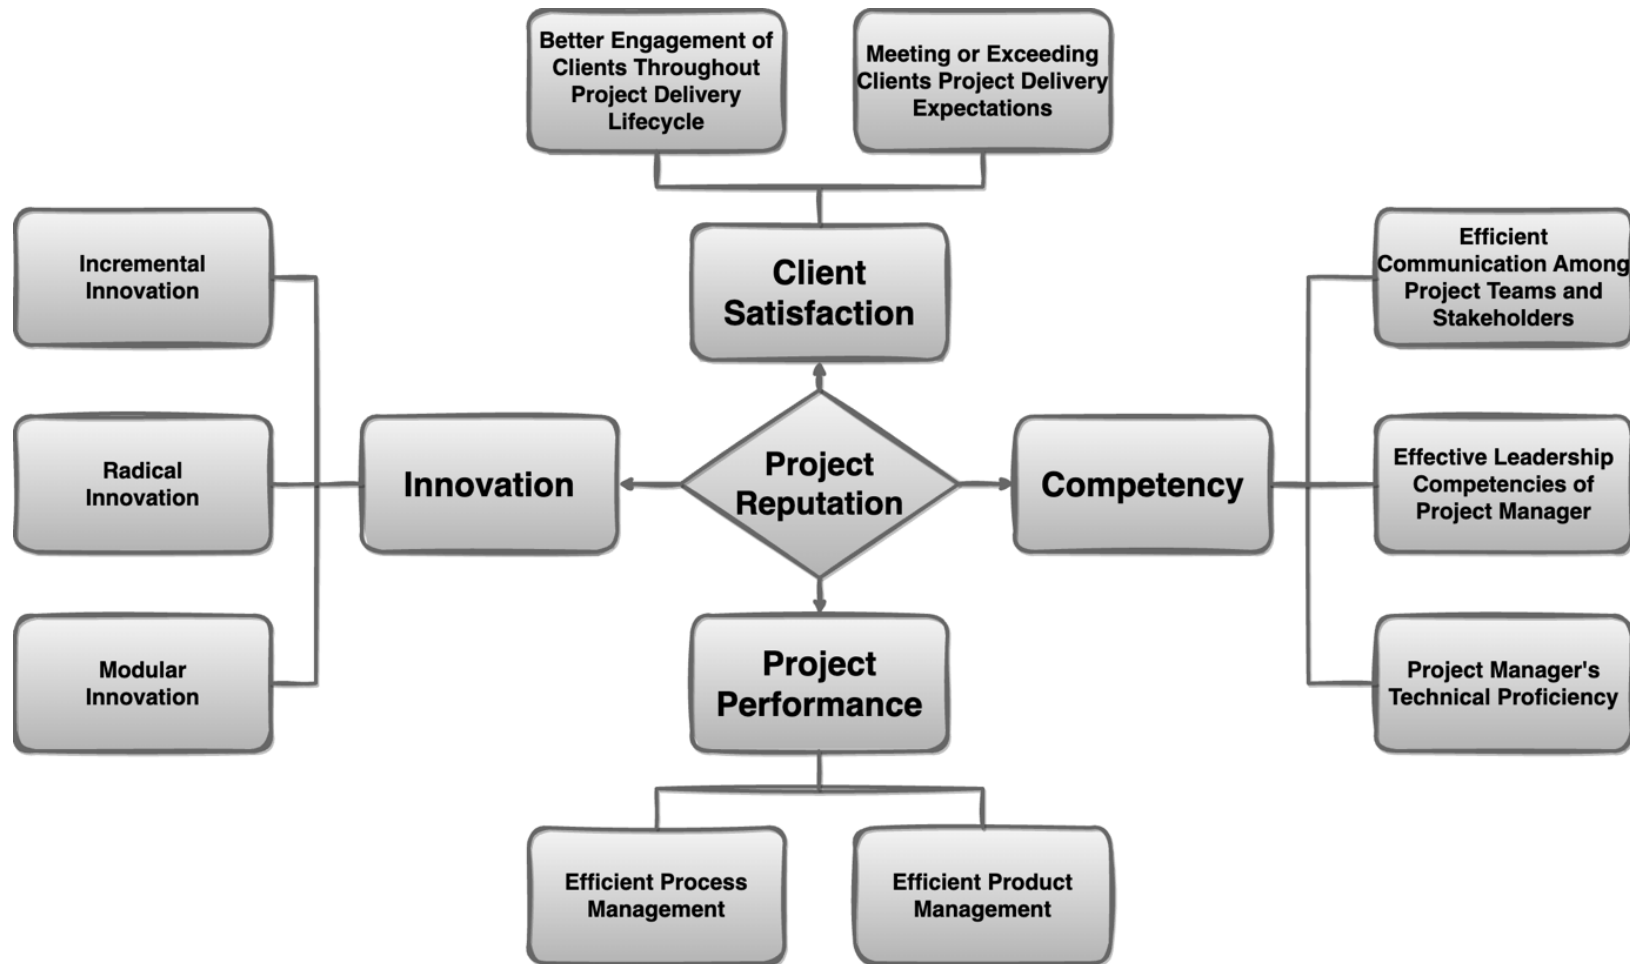 Better Engagement of
Clients Throughout
Project Delivery
Lifecycle
Meeting or Exceeding
Clients Project Delivery
Expectations
Client
Satisfaction
Incremental
Innovation
Radical
Innovation
Modular
Innovation
Innovation
Project
Reputation
Competency
Efficient
Communication Among
Project Teams and
Stakeholders
Effective Leadership
Competencies of
Project Manager
Project Manager's
Technical Proficiency
Project
Performance
Efficient Process
Management
Efficient Product
Management